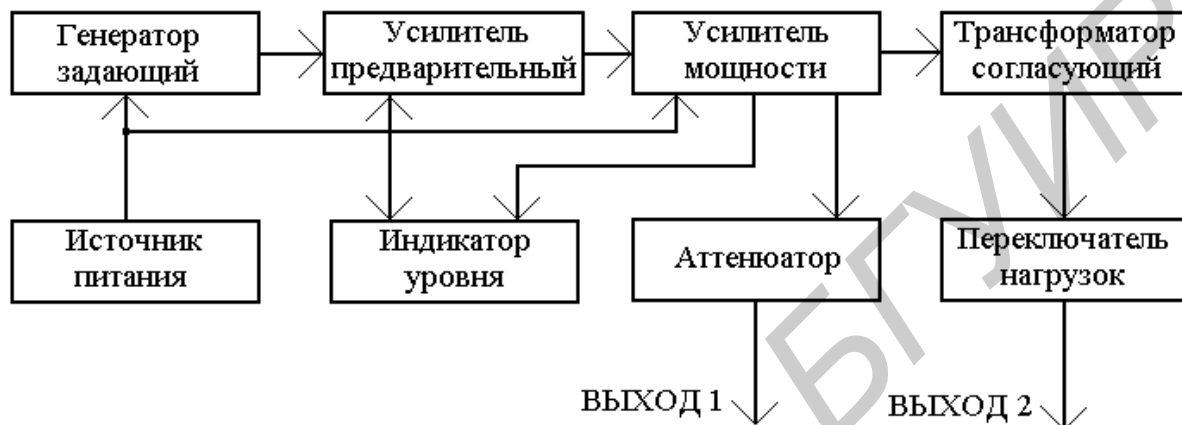 Генератор
задающий
Усилитель
предварительный
Усилитель
мощности
Трансформатор
согласующий
Источник
питания
Индикатор
уровня
Аттенюатор
Переключатель
нагрузок
ВЫХОД 1
ВЫХОД 2
БГУИР